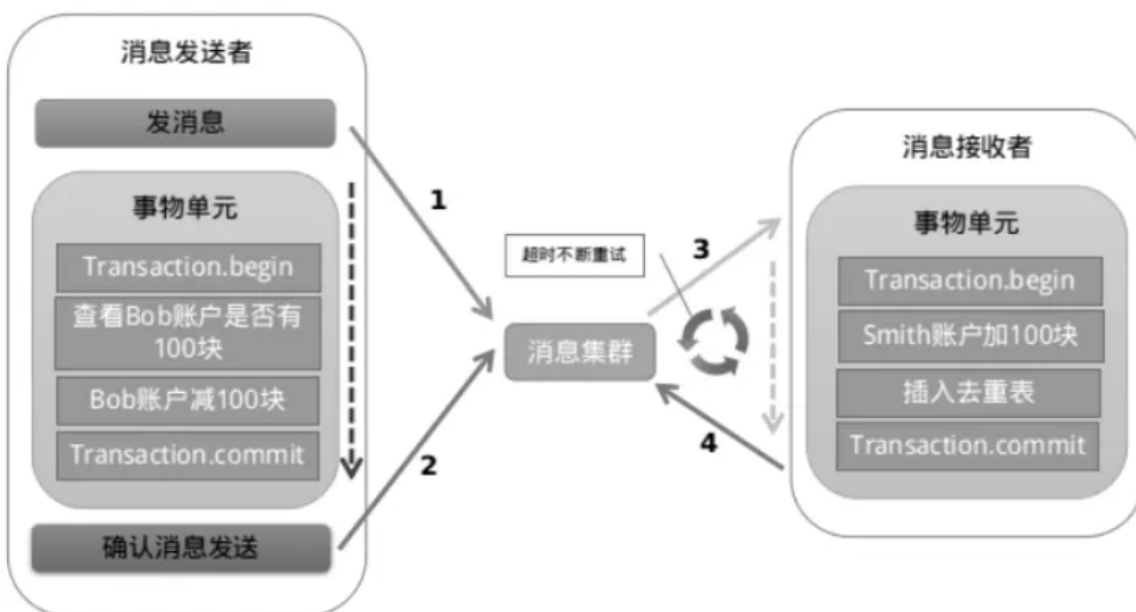 消息发送者
发消息
事物单元
Transaction.begin
查看Bob账户是否有
100块
Bob账户减100块
Transaction.commit
确认消息发送
1
2
超时不断重试
消息集群
3
4
消息接收者
事物单元
Transaction.begin
Smith账户加100块
插入去重表
Transaction.commit